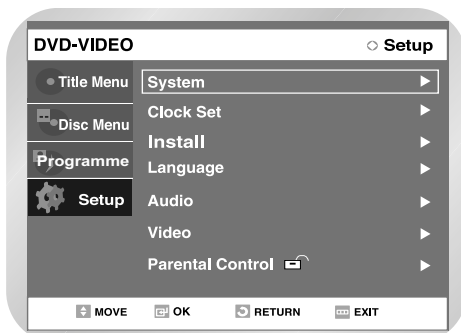 DVD-VIDEO Setup
Title Menu
Disc Menu
Programme
Setup
System
Clock Set
Install
Language
Audio
Video
Parental Control
MOVE OK RETURN EXIT